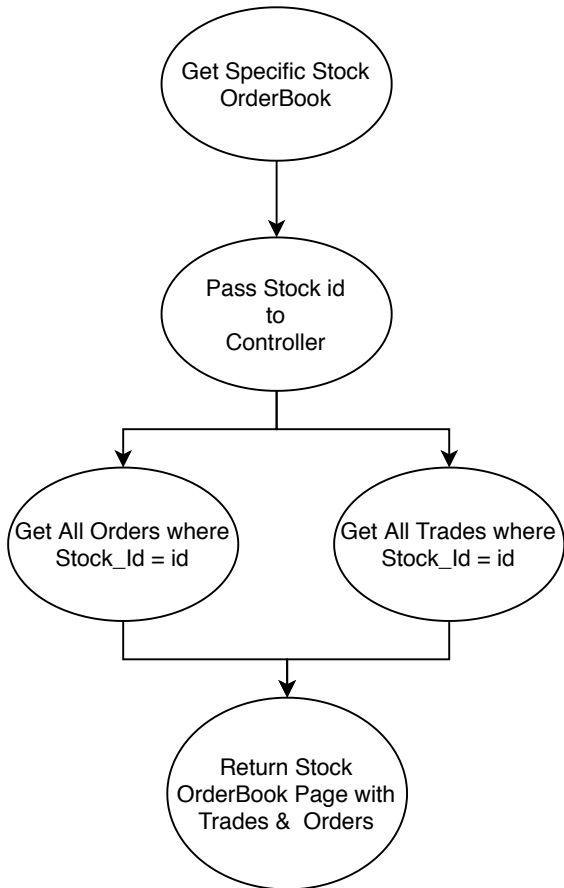 Get Specific Stock
OrderBook
Pass Stock id
to
Controller
Get All Orders where
Stock_Id = id
Get All Trades where
Stock_Id = id
Return Stock
OrderBook Page with
Trades & Orders